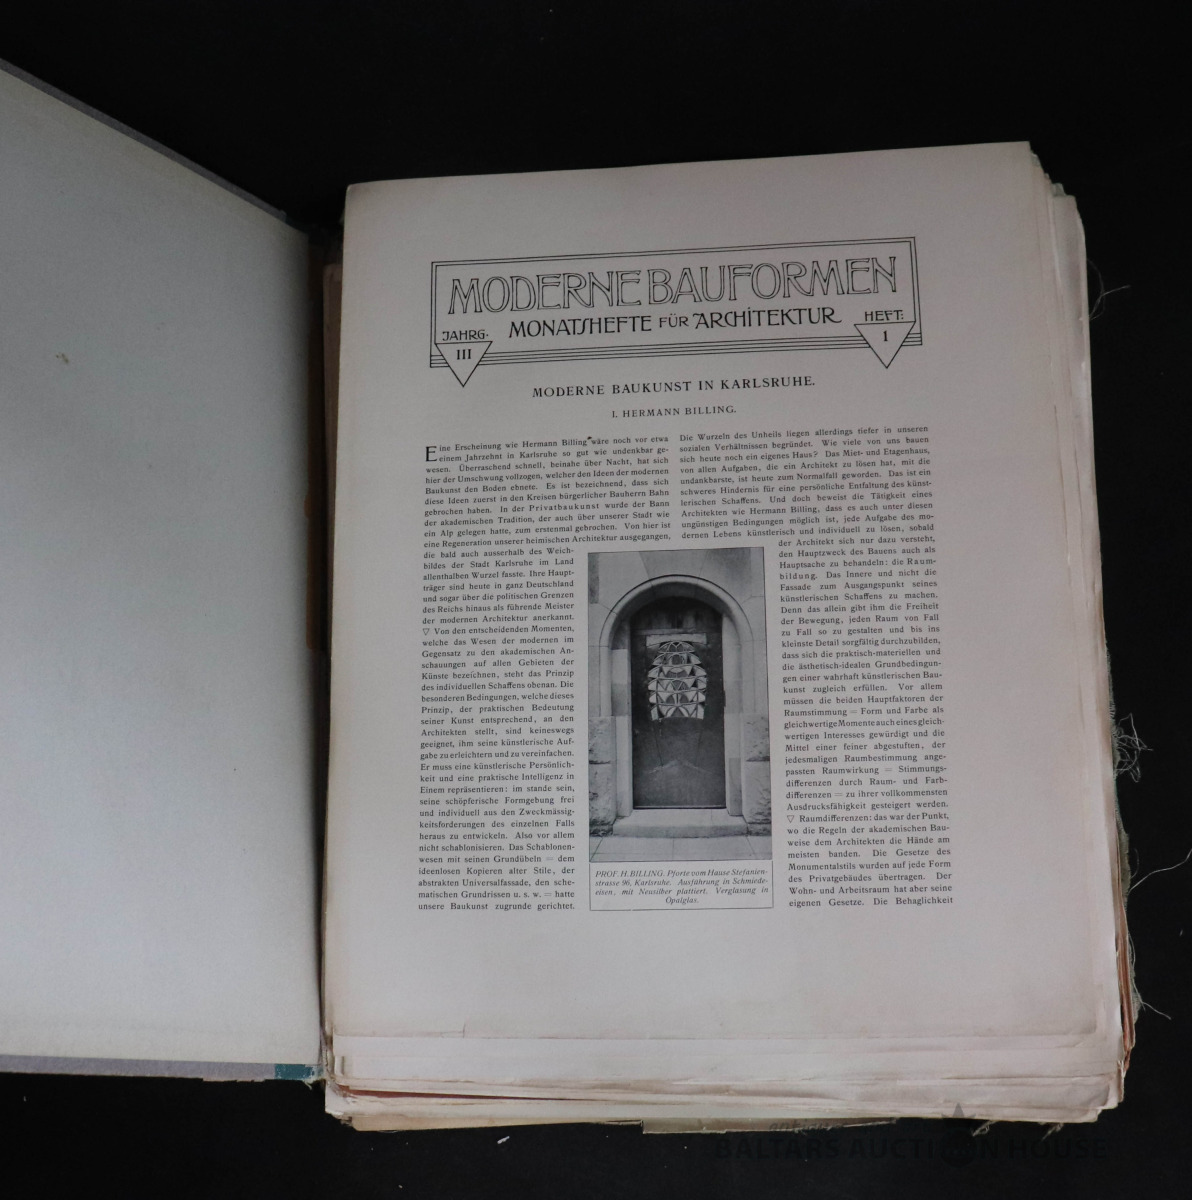 MODERNE BAUFORMEN
MONATSHEFTE FÜR ARCHITEKTUR
JAHRG.
III
HEFT:
1
MODERNE BAUKUNST IN KARLSRUHE.
I. HERMANN BILLING.
Eine Erscheinung wie Hermann Billing wäre noch vor etwa
einem Jahrzehnt in Karlsruhe so gut wie undenkbar ge-
wesen. Überraschend schnell, beinahe über Nacht, hat sich
hier der Umschwung vollzogen, welcher den Ideen der modernen
Baukunst den Boden ebnete. Es ist bezeichnend, dass sich
diese Ideen zuerst in den Kreisen bürgerlicher Bauherrn Bahn
gebrochen haben. In der Privatbaukunst wurde der Bann
der akademischen Tradition, der auch über unserer Stadt wie
ein Alp gelegen hatte, zum erstenmal gebrochen. Von hier ist
eine Regeneration unserer heimischen Architektur ausgegangen,
die bald auch ausserhalb des Weich-
bildes der Stadt Karlsruhe im Land
allenthalben Wurzel fasste. Ihre Haupt-
träger sind heute in ganz Deutschland
und sogar über die politischen Grenzen
des Reichs hinaus als führende Meister
der modernen Architektur anerkannt.
▽ Von den entscheidenden Momenten,
welche das Wesen der modernen im
Gegensatz zu den akademischen An-
schauungen auf allen Gebieten der
Künste bezeichnen, steht das Prinzip
des individuellen Schaffens obenan. Die
besonderen Bedingungen, welche dieses
Prinzip, der praktischen Bedeutung
seiner Kunst entsprechend, an den
Architekten stellt, sind keineswegs
geeignet, ihm seine künstlerische Auf-
gabe zu erleichtern und zu vereinfachen.
Er muss eine künstlerische Persönlich-
keit und eine praktische Intelligenz in
Einem repräsentieren: im stande sein,
seine schöpferische Formgebung frei
und individuell aus den Zweckmässig-
keitsforderungen des einzelnen Falls
heraus zu entwickeln. Also vor allem
nicht schablonisieren. Das Schablonen-
wesen mit seinen Grundübeln = dem
ideenlosen Kopieren alter Stile, der
abstrakten Universalfassade, den sche-
matischen Grundrissen u. s. w. = hatte
unsere Baukunst zugrunde gerichtet.
Die Wurzeln des Unheils liegen allerdings tiefer in unseren
sozialen Verhältnissen begründet. Wie viele von uns bauen
sich heute noch ein eigenes Haus? Das Miet- und Etagenhaus,
von allen Aufgaben, die ein Architekt zu lösen hat, mit die
undankbarste, ist heute zum Normalfall geworden. Das ist ein
schweres Hindernis für eine persönliche Entfaltung des künst-
lerischen Schaffens. Und doch beweist die Tätigkeit eines
Architekten wie Hermann Billing, dass es auch unter diesen
ungünstigen Bedingungen möglich ist, jede Aufgabe des mo-
dernen Lebens künstlerisch und individuell zu lösen, sobald
der Architekt sich nur dazu versteht,
den Hauptzweck des Bauens auch als
Hauptsache zu behandeln: die Raum-
bildung. Das Innere und nicht die
Fassade zum Ausgangspunkt seines
künstlerischen Schaffens zu machen.
Denn das allein gibt ihm die Freiheit
der Bewegung, jeden Raum von Fall
zu Fall so zu gestalten und bis ins
kleinste Detail sorgfältig durchzubilden,
dass sich die praktisch-materiellen und
die ästhetisch-idealen Grundbedingun-
gen einer wahrhaft künstlerischen Bau-
kunst zugleich erfüllen. Vor allem
müssen die beiden Hauptfaktoren der
Raumstimmung = Form und Farbe als
gleichwertige Momente auch eines gleich-
wertigen Interesses gewürdigt und die
Mittel einer feiner abgestuften, der
jedesmaligen Raumbestimmung ange-
passten Raumwirkung = Stimmungs-
differenzen durch Raum- und Farb-
differenzen = zu ihrer vollkommensten
Ausdrucksfähigkeit gesteigert werden.
▽ Raumdifferenzen: das war der Punkt,
wo die Regeln der akademischen Bau-
weise dem Architekten die Hände am
meisten banden. Die Gesetze des
Monumentalstils wurden auf jede Form
des Privatgebäudes übertragen. Der
Wohn- und Arbeitsraum hat aber seine
eigenen Gesetze. Die Behaglichkeit
PROF. H. BILLING. Pforte vom Hause Stefanien-
strasse 96, Karlsruhe. Ausführung in Schmiede-
eisen, mit Neusilber plattiert. Verglasung in
Opalglas.
antique
BALTARS AUCTION HOUSE